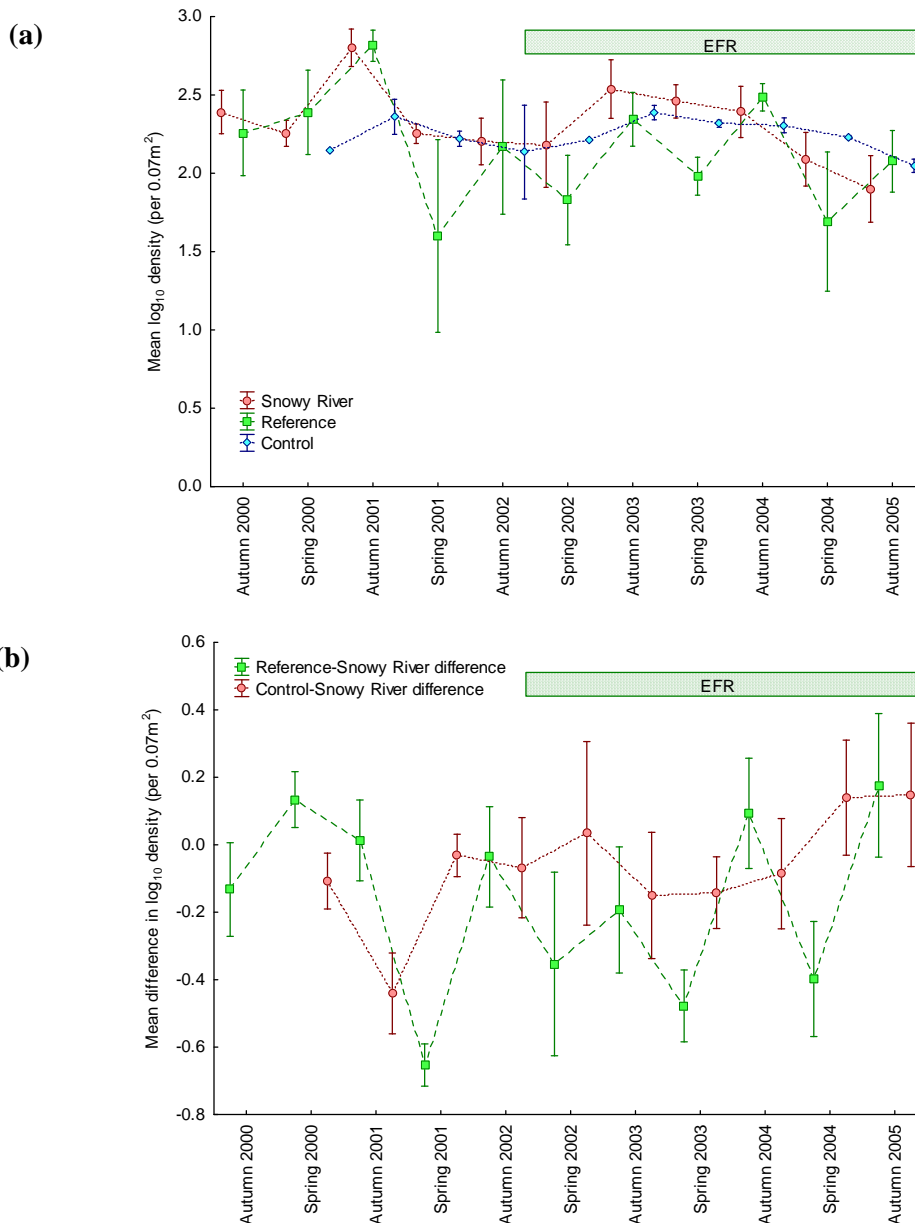 (a)
Mean log10 density (per 0.07m2)
3.0
2.5
2.0
1.5
1.0
0.5
0.0
EFR
Snowy River
Reference
Control
Autumn 2000
Spring 2000
Autumn 2001
Spring 2001
Autumn 2002
Spring 2002
Autumn 2003
Spring 2003
Autumn 2004
Spring 2004
Autumn 2005
(b)
Mean difference in log10 density (per 0.07m2)
0.6
0.4
0.2
0.0
-0.2
-0.4
-0.6
-0.8
Reference-Snowy River difference
Control-Snowy River difference
EFR
Autumn 2000
Spring 2000
Autumn 2001
Spring 2001
Autumn 2002
Spring 2002
Autumn 2003
Spring 2003
Autumn 2004
Spring 2004
Autumn 2005